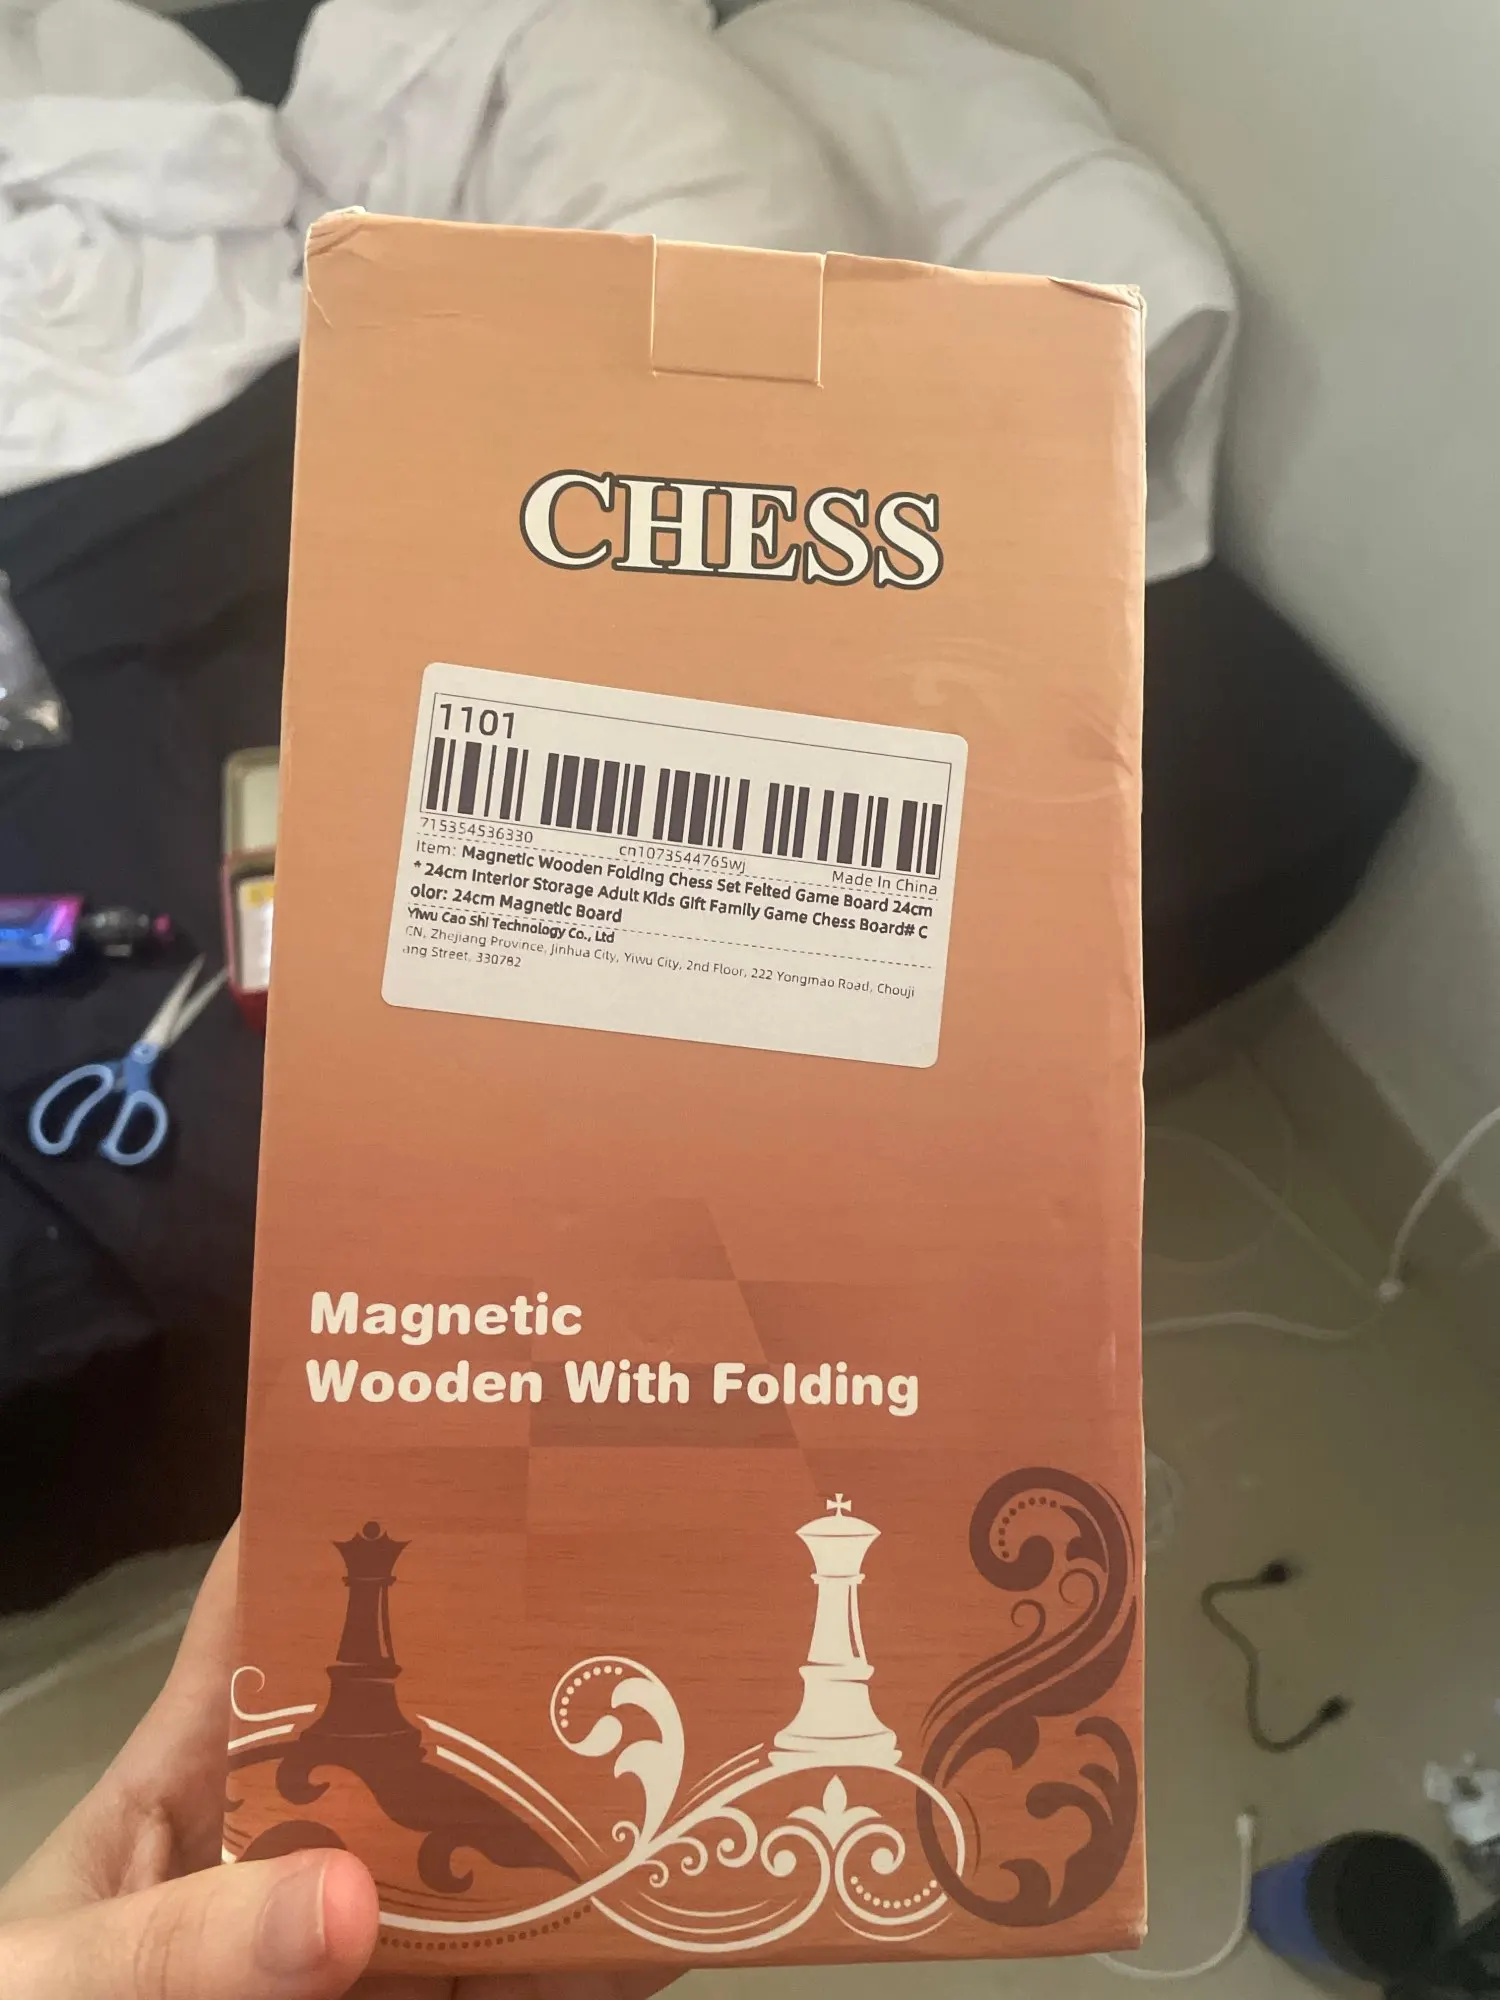 CHESS
1101
715354536330
cn1073544765wj
Made In China
Item: Magnetic Wooden Folding Chess Set Felted Game Board 24cm
* 24cm Interior Storage Adult Kids Gift Family Game Chess Board# C
olor: 24cm Magnetic Board
Yiwu Cao Shi Technology Co., Ltd
CN, Zhejiang Province, Jinhua City, Yiwu City, 2nd Floor, 222 Yongmao Road, Chouji
ang Street, 330782
Magnetic
Wooden With Folding